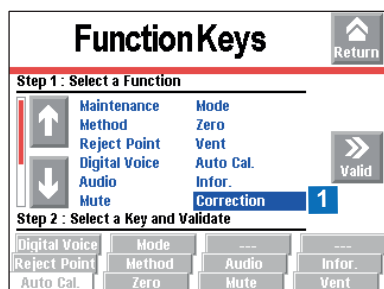 Function Keys
Return
Step 1 : Select a Function
Maintenance Mode
Method Zero
Reject Point Vent
Digital Voice Auto Cal.
Audio Infor.
Valid
Mute Correction 1
Step 2 : Select a Key and Validate
Digital Voice Mode --- ---
Reject Point Method Audio Infor.
Auto Cal. Zero Mute Vent